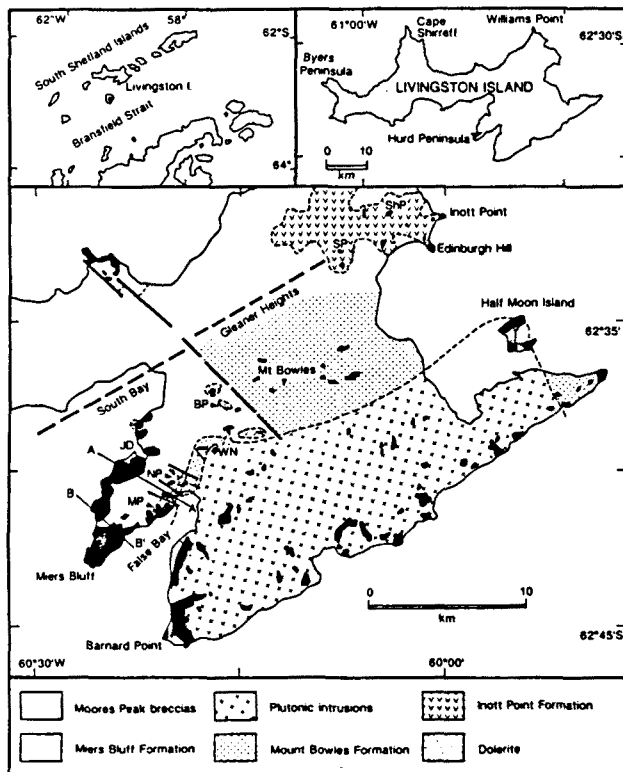 62°W
58°
62°S
South Shetland Islands
Livingston I.
Bransfield Strait
64°
61°00'
Cape
Shirreff
Williams Point
62°30'
Byers
Peninsula
LIVINGSTON ISLAND
Hurd Peninsula
0 10
km
ShP
Inott Point
SP
Edinburgh Hill
Gleaner Heights
Half Moon Island
62°35'
Mt Bowles
South Bay
BP
A
JD
WN
NP
B
MP
A'
B'
False Bay
Miers Bluff
0 10
km
Barnard Point
62°45'
60°30'W
60°00'
62°45'S
Moores Peak breccias
Plutonic intrusions
Inott Point Formation
Miers Bluff Formation
Mount Bowles Formation
Dolerite